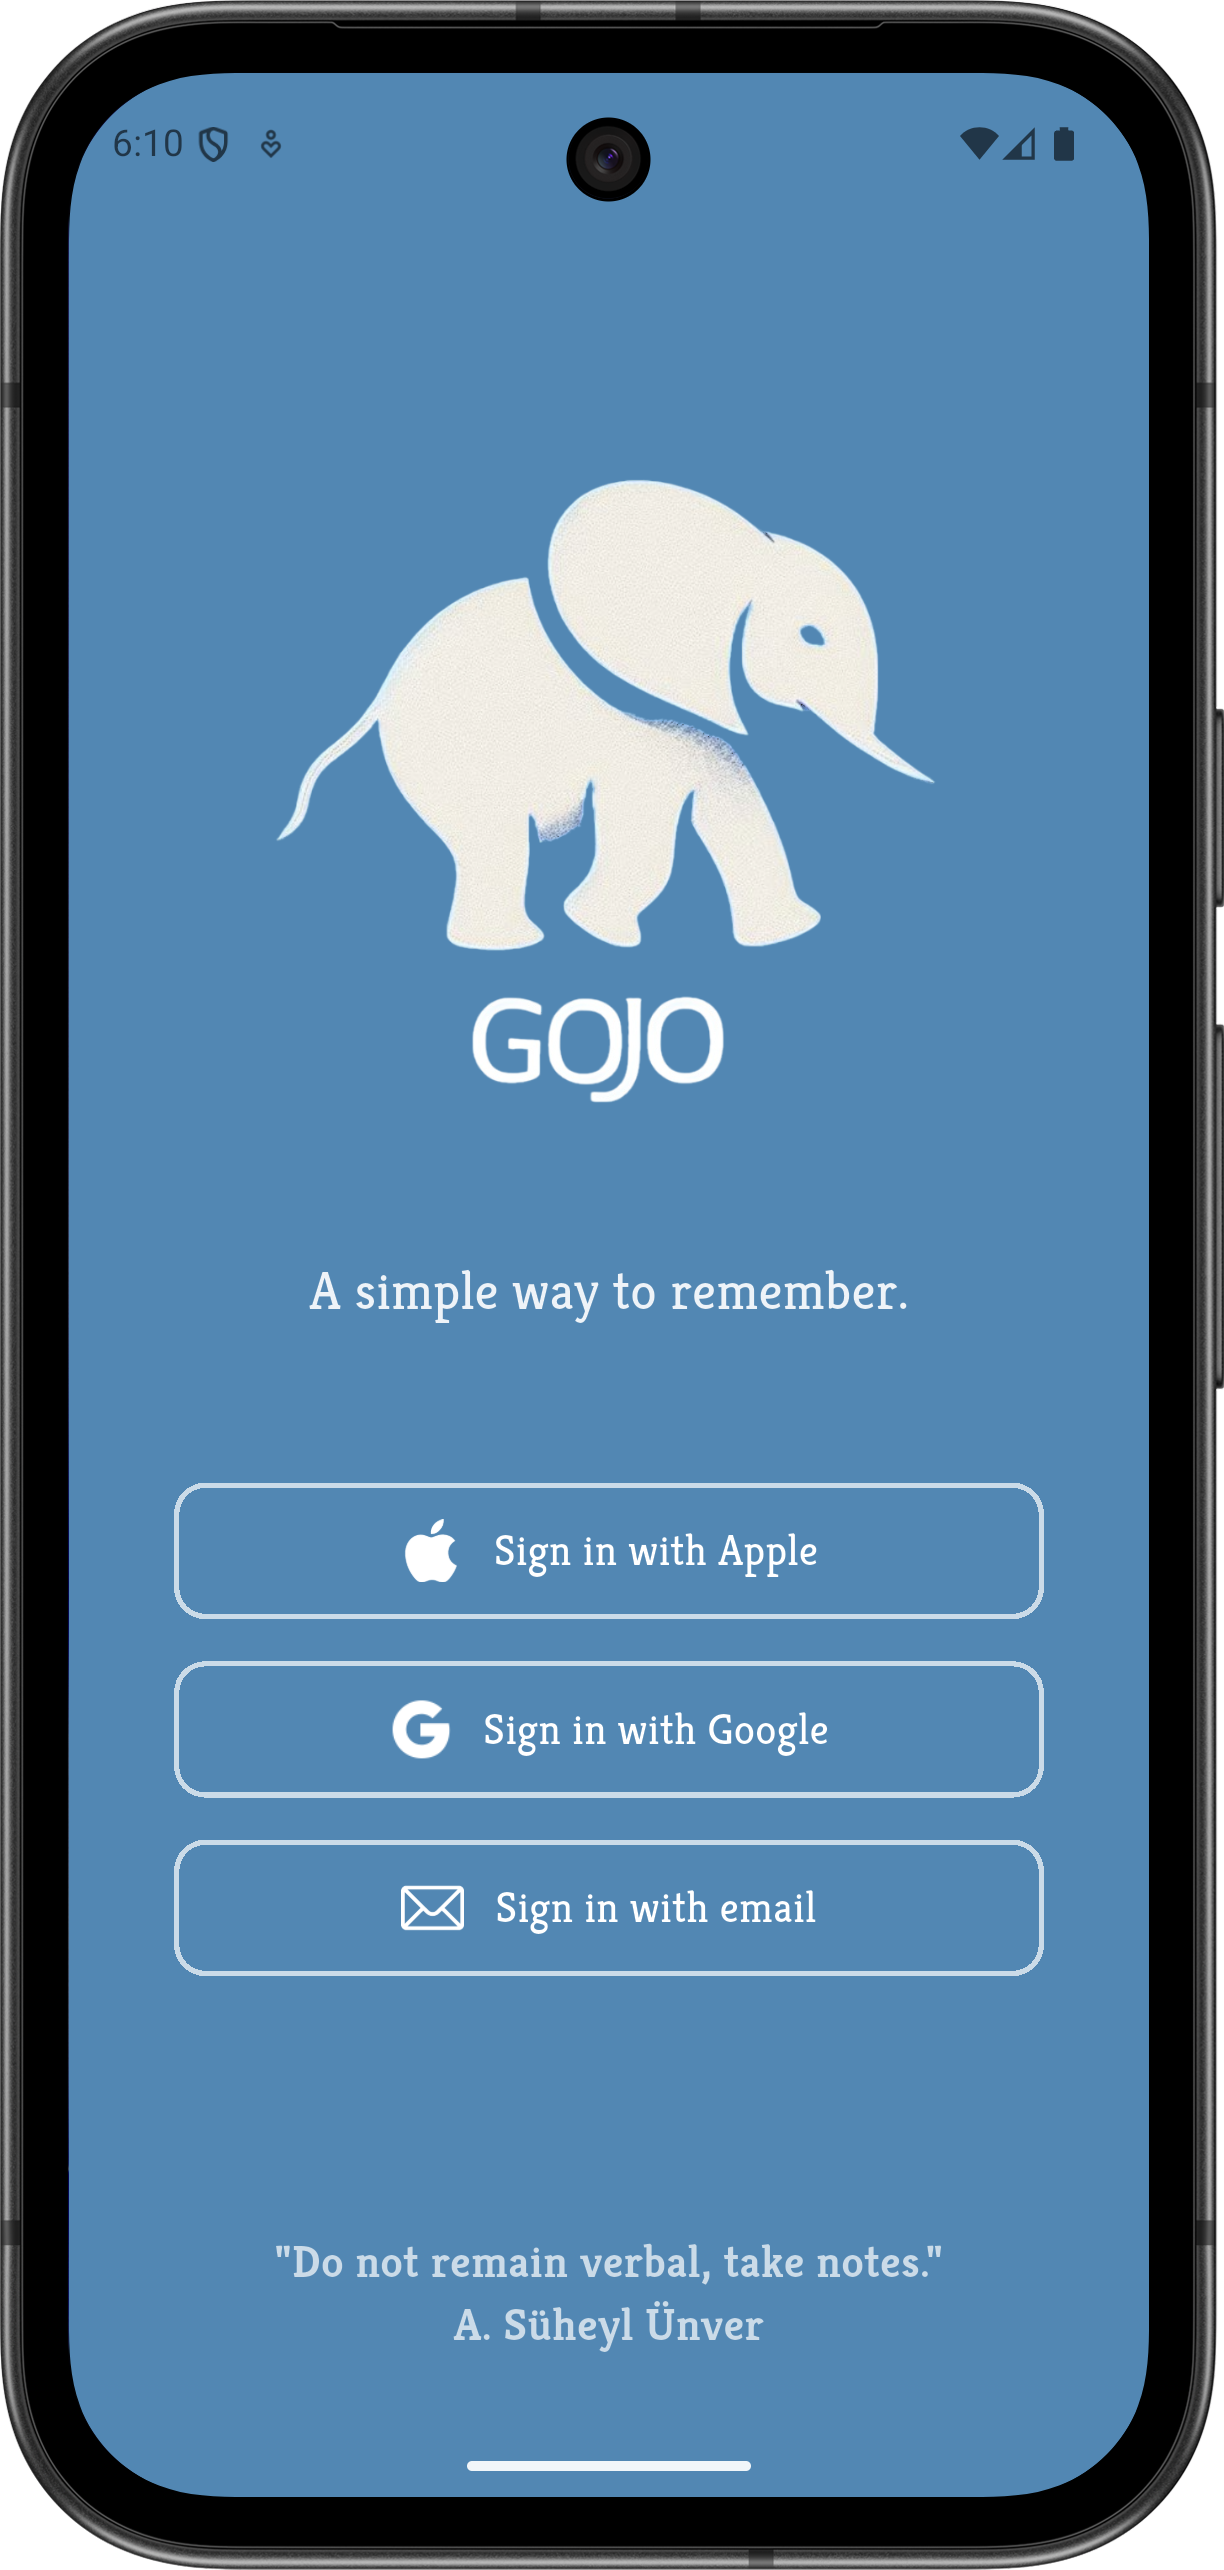 6:10
GOJO
A simple way to remember.
Sign in with Apple
Sign in with Google
Sign in with email
"Do not remain verbal, take notes."
A. Süheyl Ünver